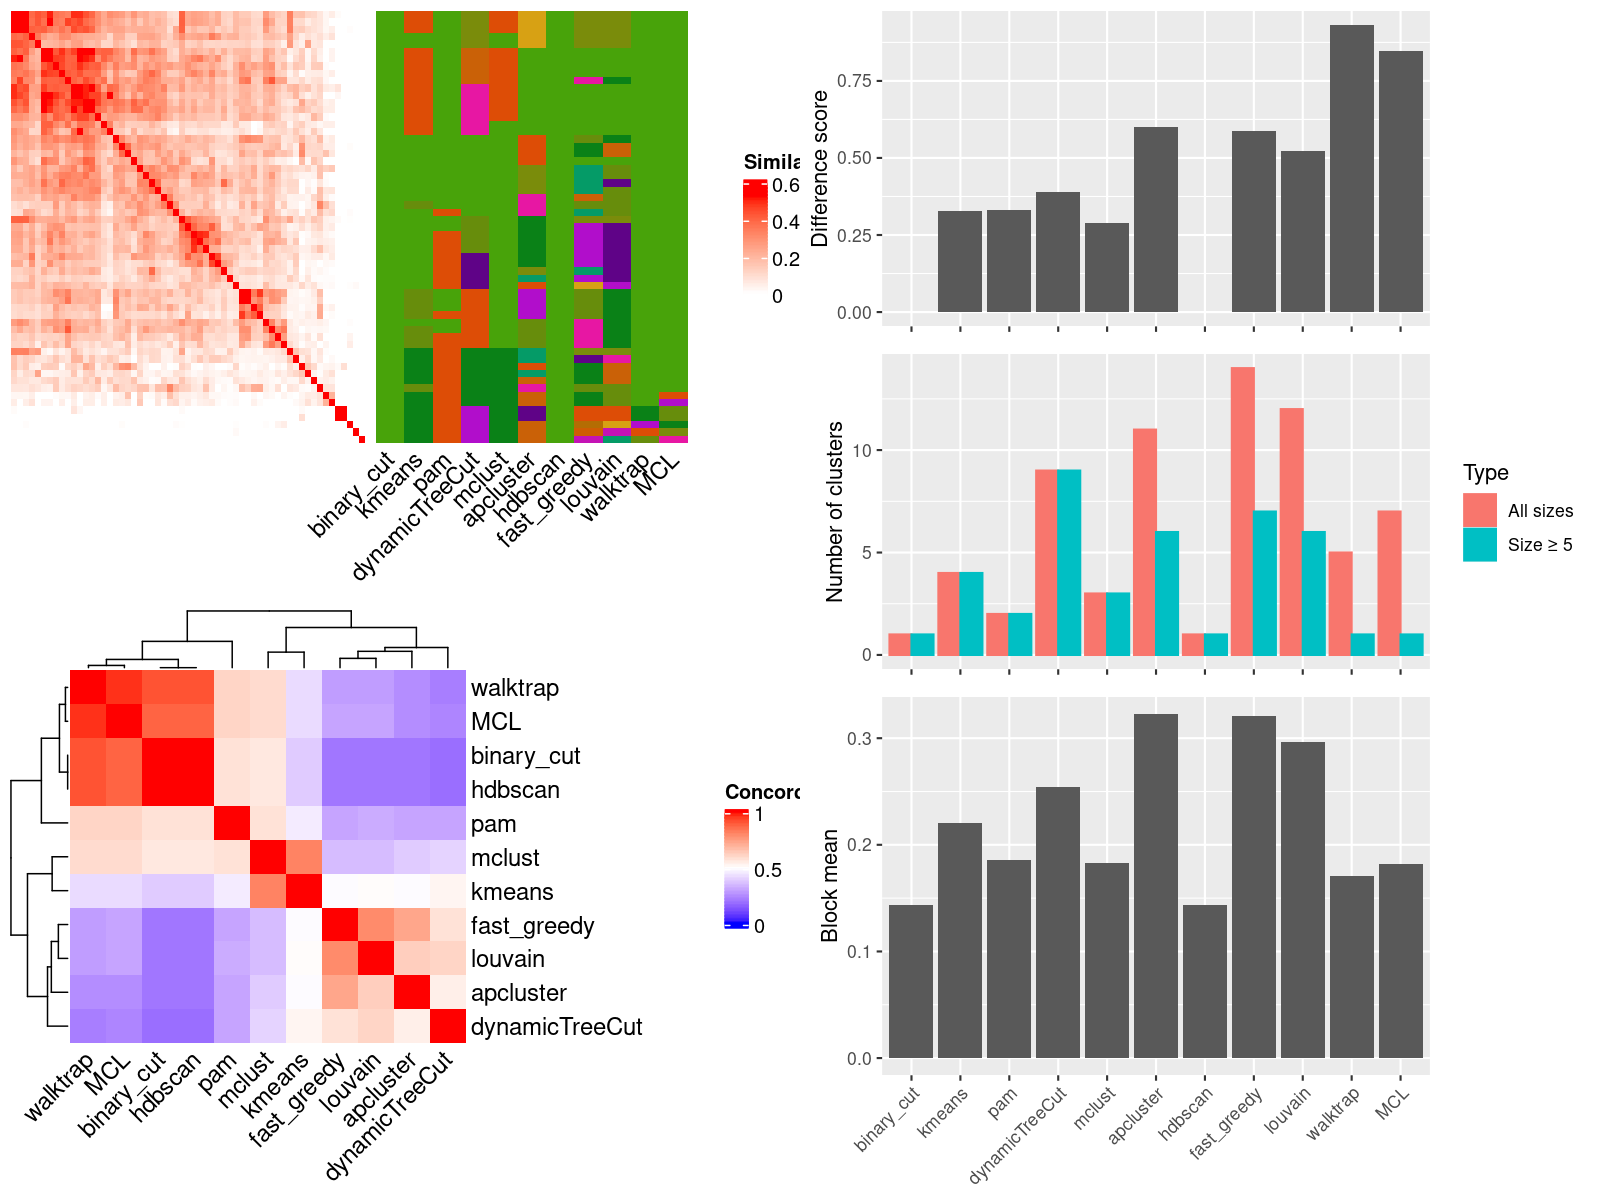 Simila
0.6
0.4
0.2
0
binary_cut
kmeans
pam
dynamicTreeCut
mclust
apcluster
hdbscan
fast_greedy
louvain
walktrap
MCL
Difference score
0.75
0.50
0.25
0.00
Number of clusters
10
5
0
Type
All sizes
Size ≥ 5
walktrap
MCL
binary_cut
hdbscan
pam
mclust
kmeans
fast_greedy
louvain
apcluster
dynamicTreeCut
walktrap
MCL
binary_cut
hdbscan
pam
mclust
kmeans
fast_greedy
louvain
apcluster
dynamicTreeCut
Concord
1
0.5
0
Block mean
0.3
0.2
0.1
0.0
binary_cut
kmeans
pam
dynamicTreeCut
mclust
apcluster
hdbscan
fast_greedy
louvain
walktrap
MCL